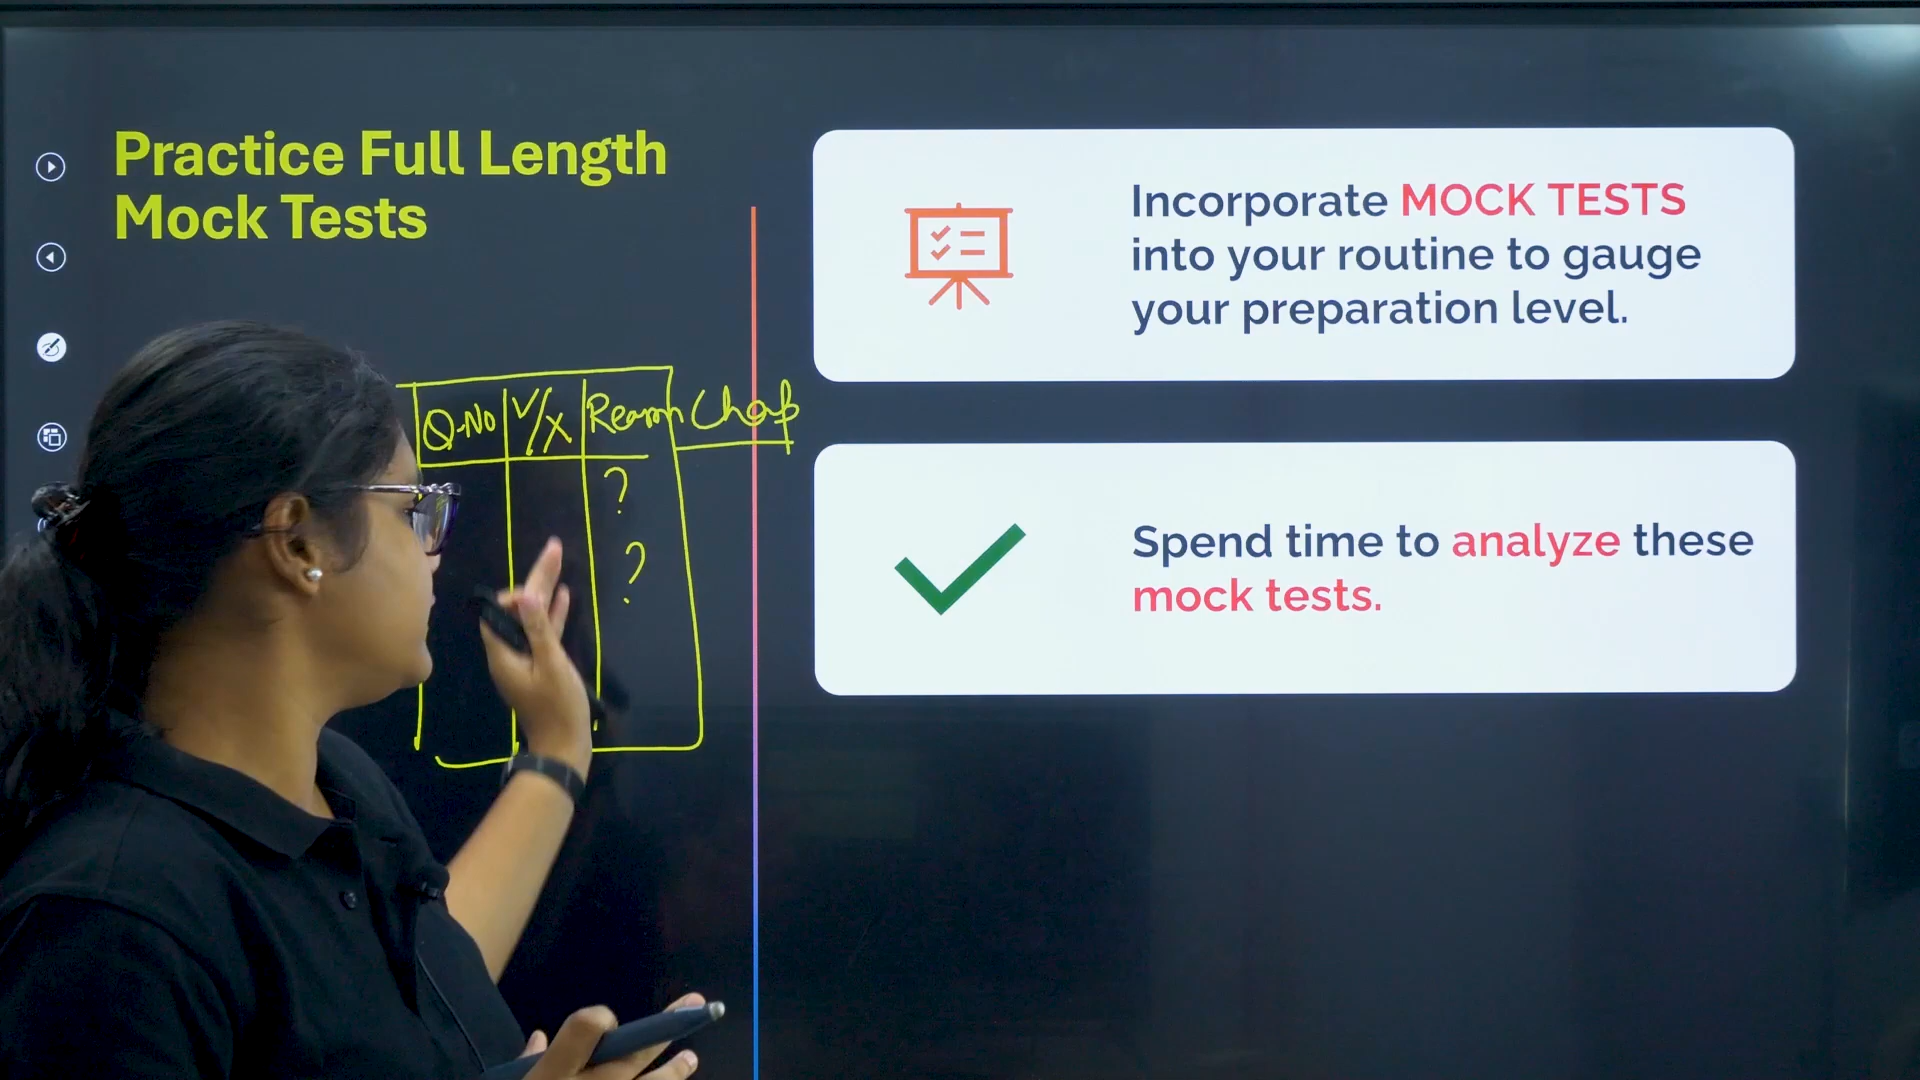 Practice Full Length
Mock Tests
Incorporate MOCK TESTS
into your routine to gauge
your preparation level.
Q.No ✓/X Reason Chap
?
?
Spend time to analyze these
mock tests.